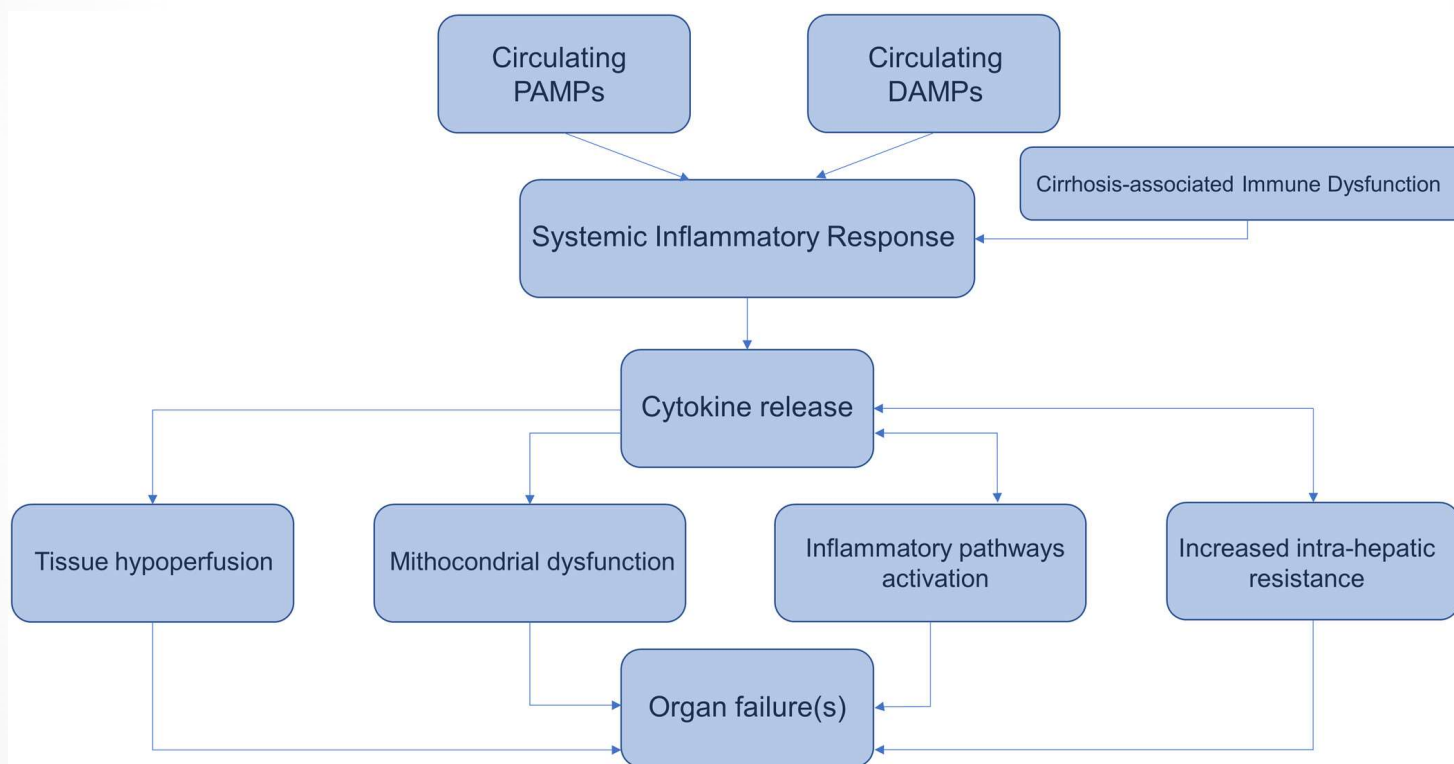 Circulating
PAMPs
Circulating
DAMPs
Cirrhosis-associated Immune Dysfunction
Systemic Inflammatory Response
Cytokine release
Tissue hypoperfusion
Mithocondrial dysfunction
Inflammatory pathways
activation
Increased intra-hepatic
resistance
Organ failure(s)